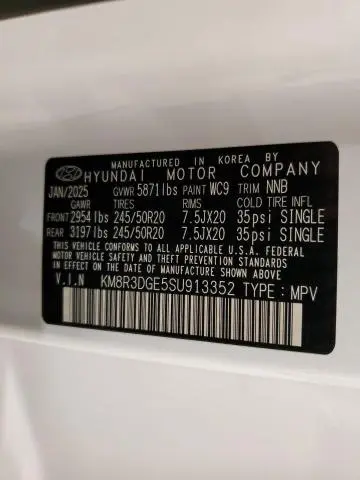 MANUFACTURED IN KOREA BY
HYUNDAI MOTOR COMPANY
JAN/2025 GVWR 5871lbs PAINT WC9 TRIM NNB
GAWR TIRES RIMS COLD TIRE INFL
FRONT 2954lbs 245/50R20 7.5JX20 35psi SINGLE
REAR 3197lbs 245/50R20 7.5JX20 35psi SINGLE
THIS VEHICLE CONFORMS TO ALL APPLICABLE U.S.A. FEDERAL
MOTOR VEHICLE SAFETY AND THEFT PREVENTION STANDARDS
IN EFFECT ON THE DATE OF MANUFACTURE SHOWN ABOVE.
V.I.N KM8R3DGE5SU913352 TYPE : MPV